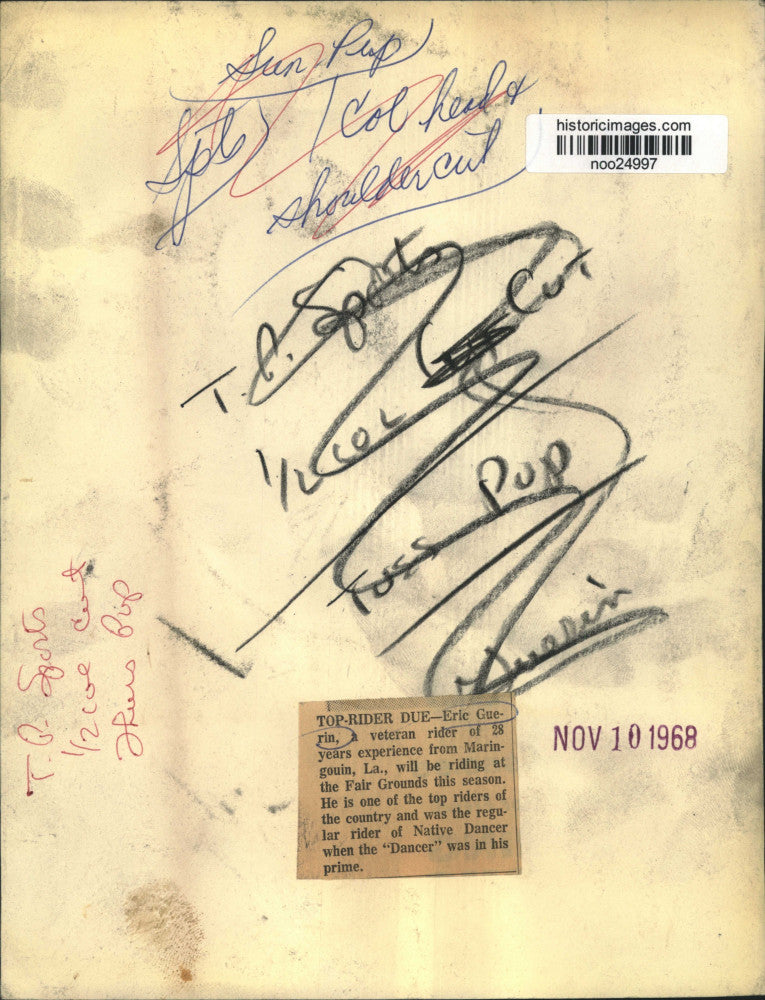 Sun Pup
Spts 1 Col head &
shoulder cut
historicimages.com
noo24997
T.P. Sports
Cut
1/2 COL
Tues Pup
Guerin
T.P. Sports
1/2 col cut
Thurs Pup
TOP-RIDER DUE—Eric Gue-
rin, a veteran rider of 28
years experience from Marin-
gouin, La., will be riding at
the Fair Grounds this season.
He is one of the top riders of
the country and was the regu-
lar rider of Native Dancer
when the "Dancer" was in his
prime.
NOV 10 1968